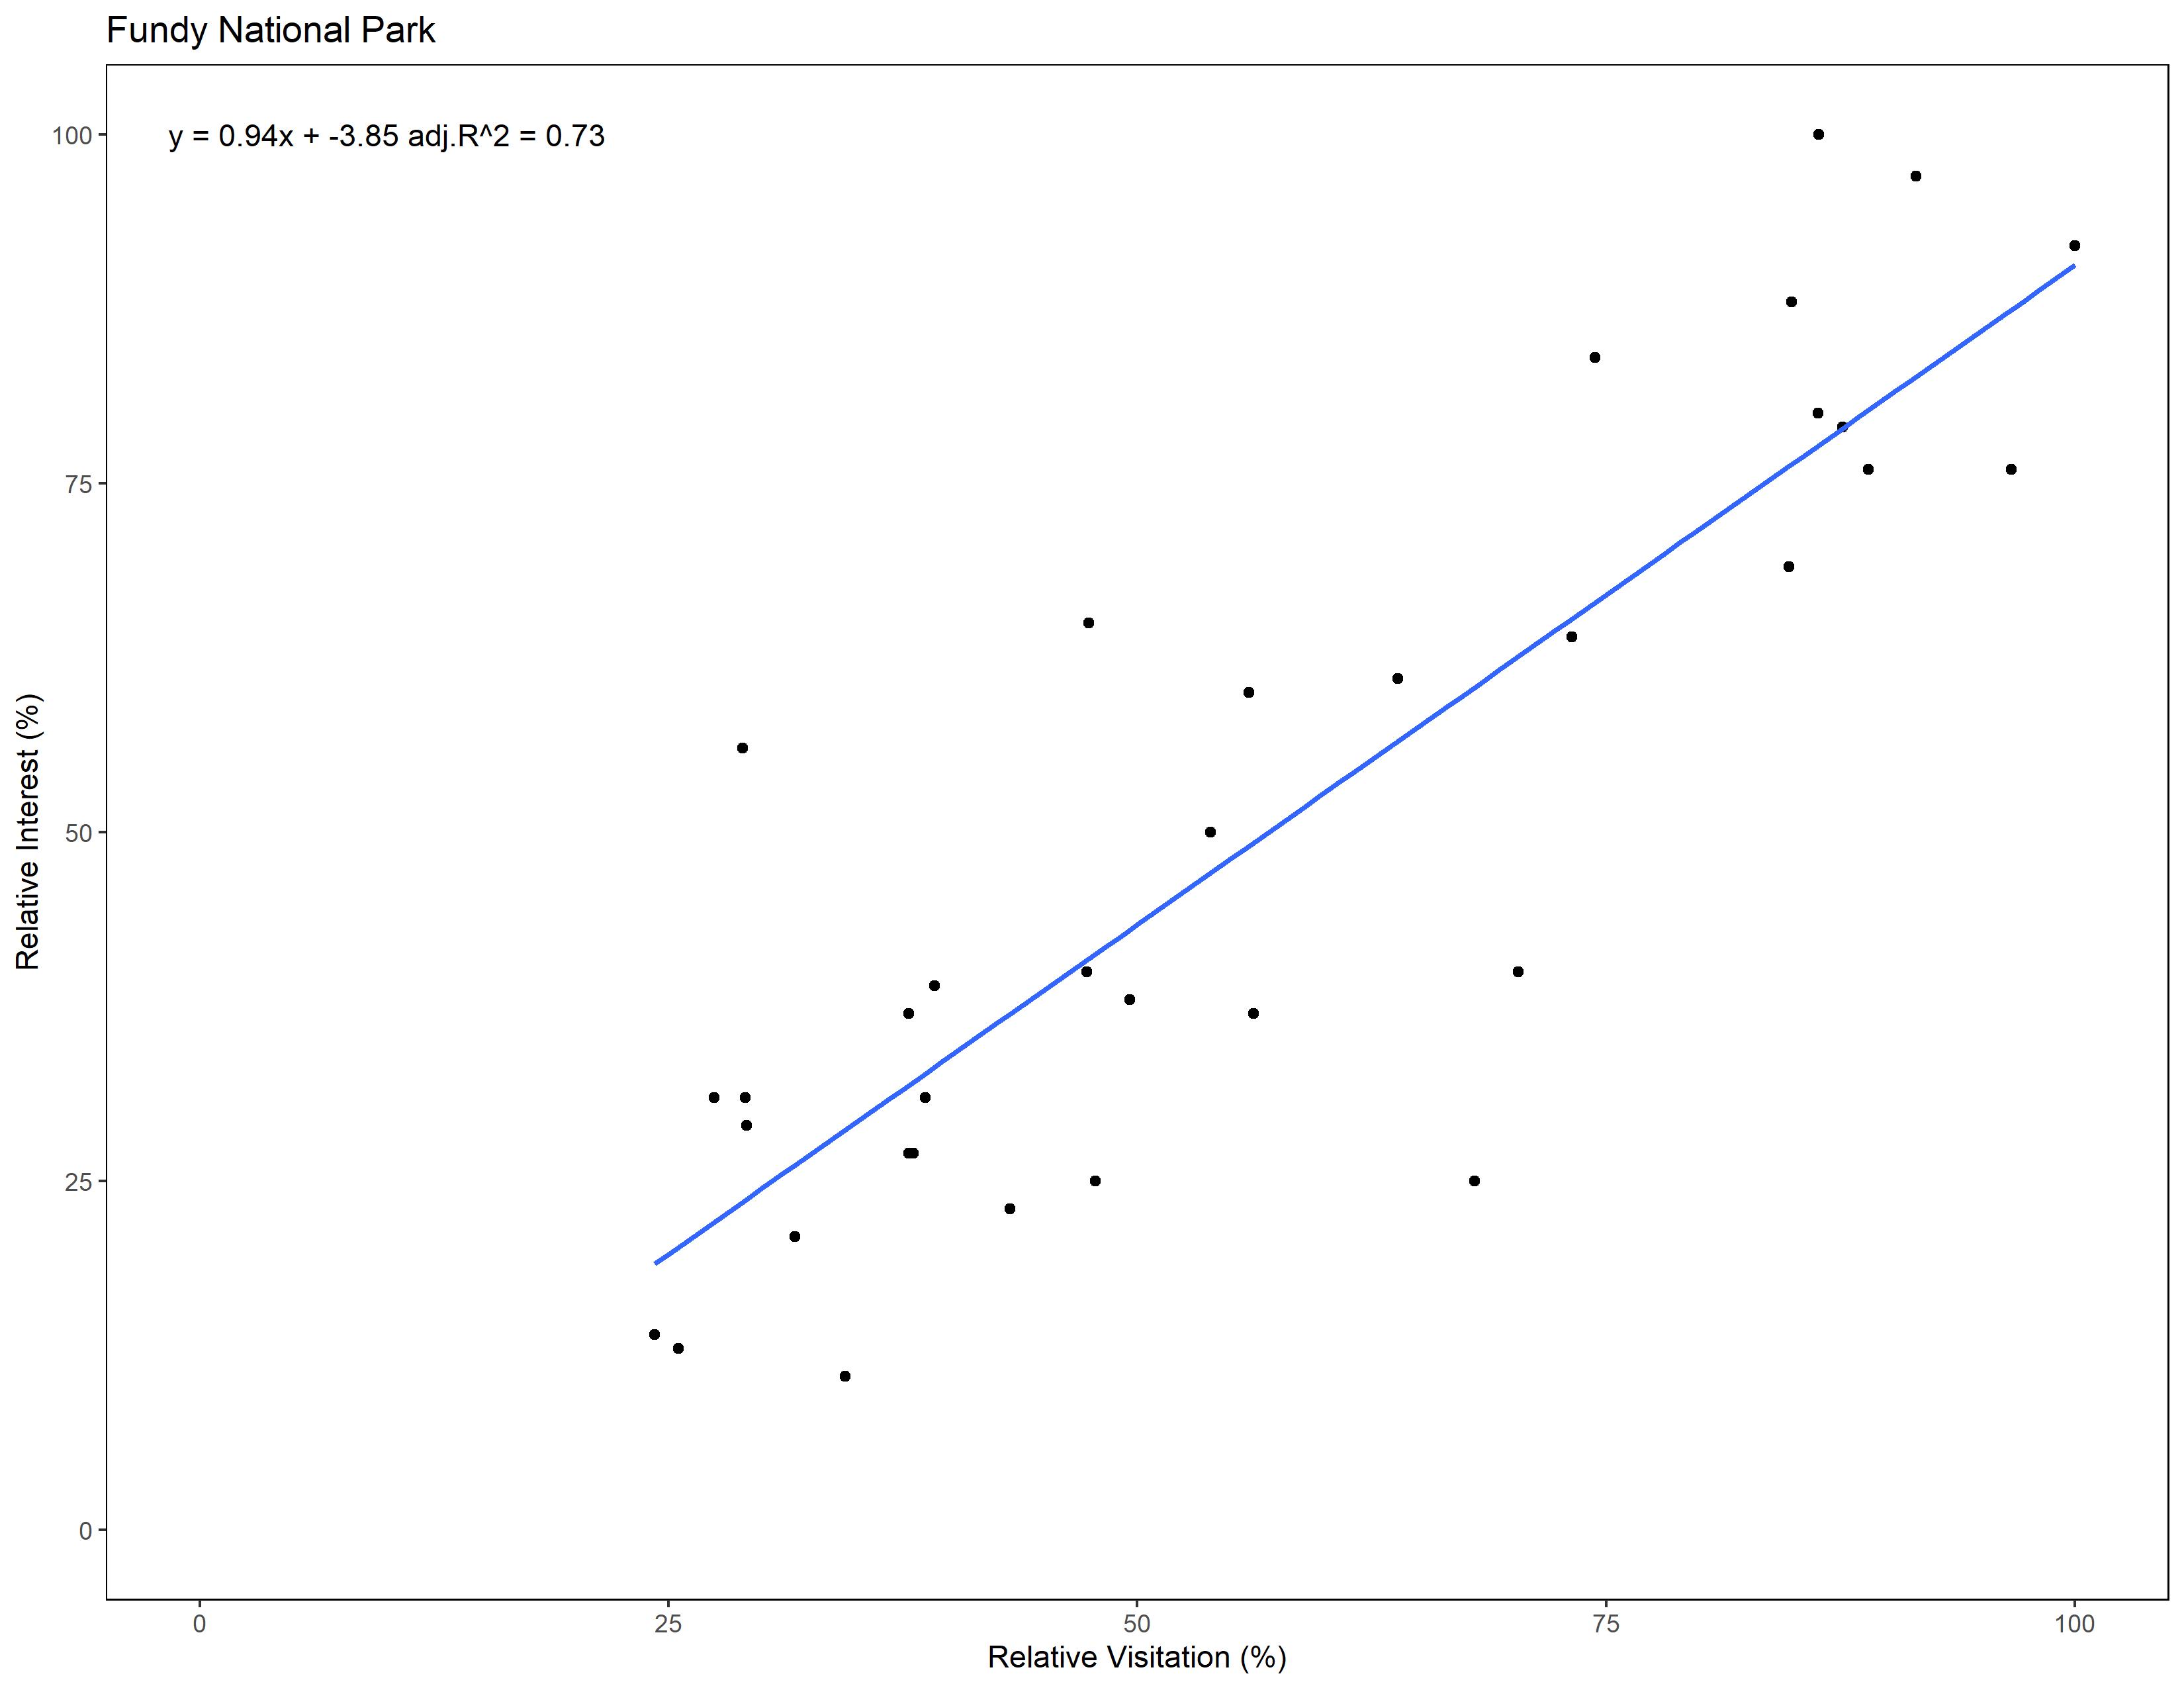 Fundy National Park
y = 0.94x + -3.85 adj.R^2 = 0.73
100
75
50
25
0
Relative Interest (%)
0 25 50 75 100
Relative Visitation (%)